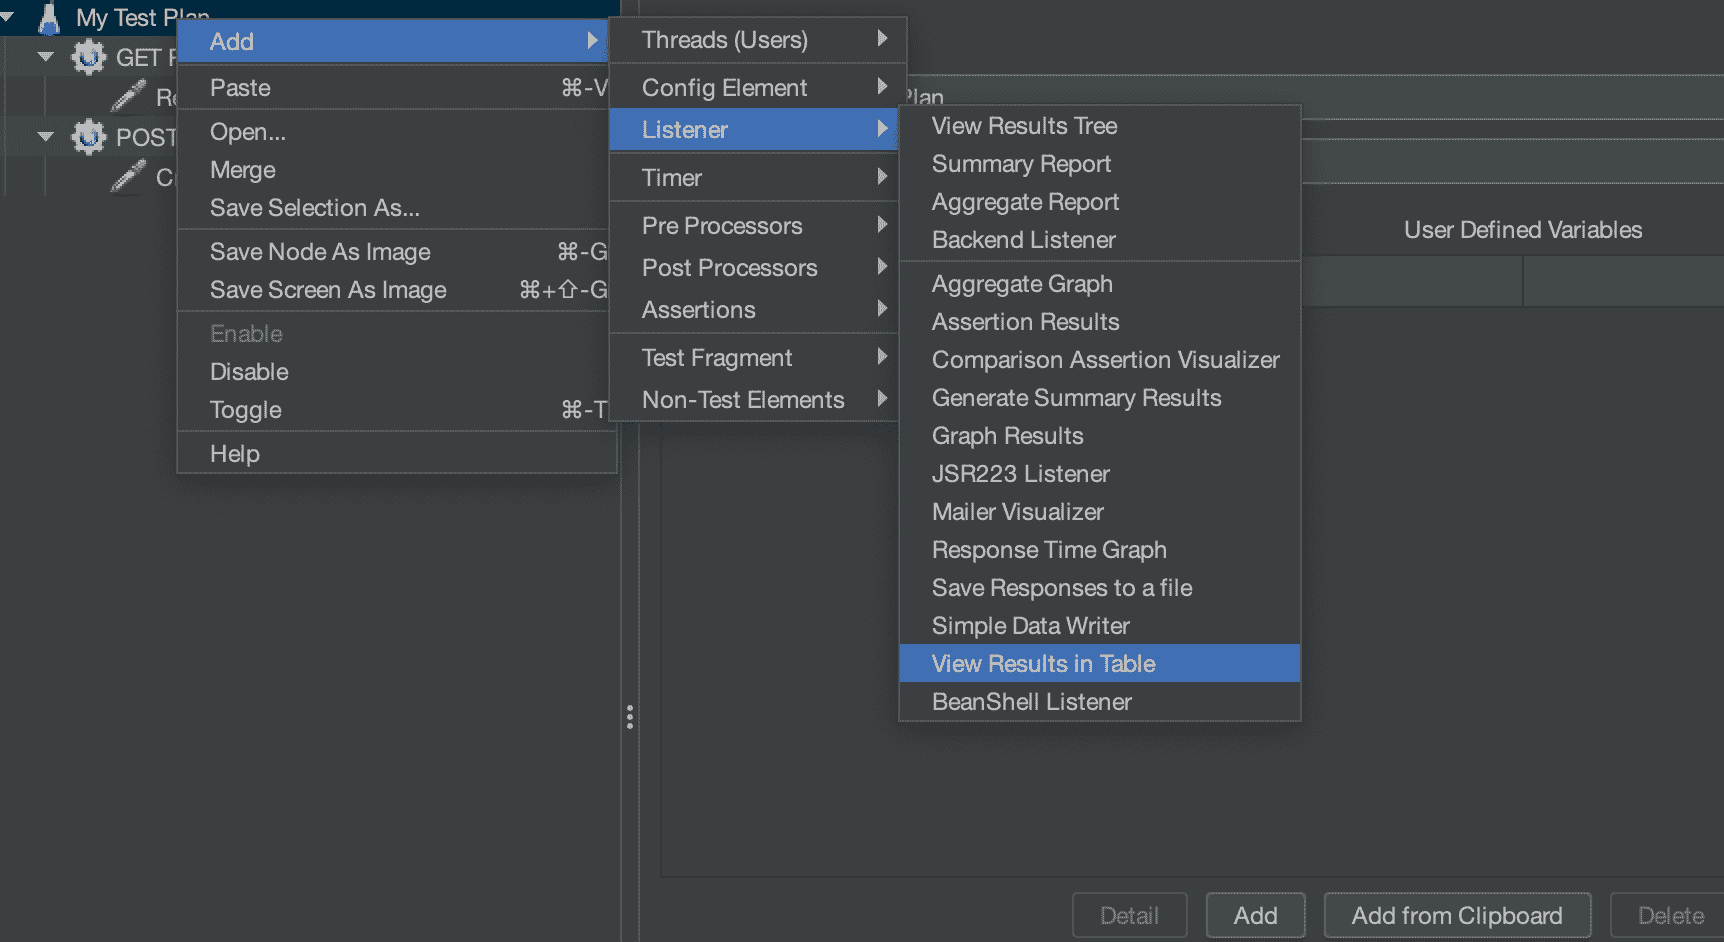 My Test Plan
GET
POST
Add
Paste ⌘-V
Open...
Merge
Save Selection As...
Save Node As Image ⌘-G
Save Screen As Image ⌘+⇧-G
Enable
Disable
Toggle ⌘-T
Help
Threads (Users)
Config Element
Listener
Timer
Pre Processors
Post Processors
Assertions
Test Fragment
Non-Test Elements
View Results Tree
Summary Report
Aggregate Report
Backend Listener
Aggregate Graph
Assertion Results
Comparison Assertion Visualizer
Generate Summary Results
Graph Results
JSR223 Listener
Mailer Visualizer
Response Time Graph
Save Responses to a file
Simple Data Writer
View Results in Table
BeanShell Listener
Plan
User Defined Variables
Detail Add Add from Clipboard Delete